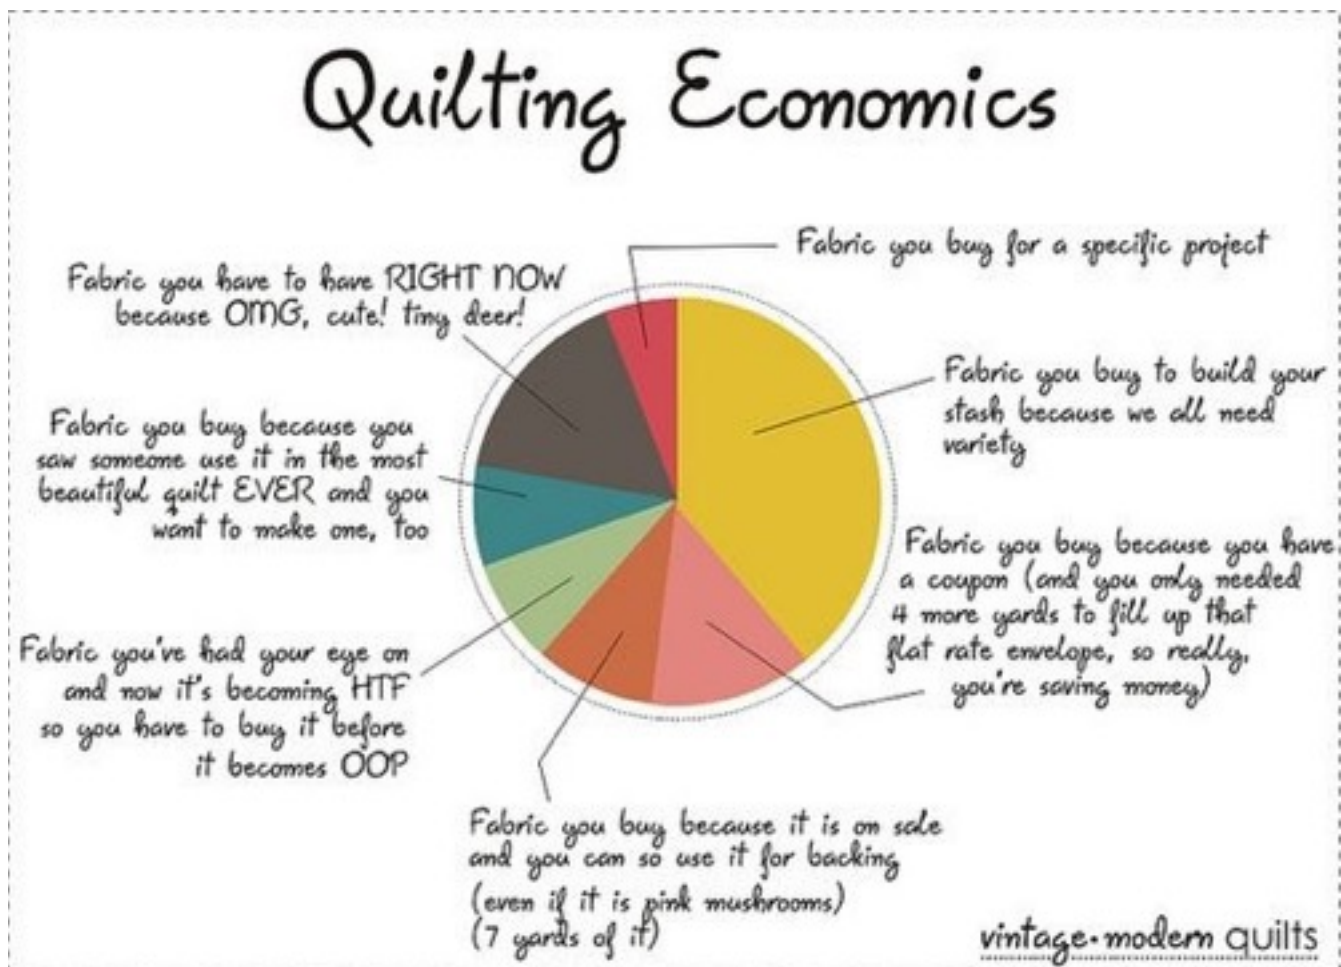 Quilting Economics
Fabric you buy for a specific project
Fabric you have to have RIGHT NOW
because OMG, cute! tiny deer!
Fabric you buy to build your
stash because we all need
variety
Fabric you buy because you
saw someone use it in the most
beautiful quilt EVER and you
want to make one, too
Fabric you buy because you have
a coupon (and you only needed
4 more yards to fill up that
flat rate envelope, so really,
you're saving money)
Fabric you've had your eye on
and now it's becoming HTF
so you have to buy it before
it becomes OOP
Fabric you buy because it is on sale
and you can so use it for backing
(even if it is pink mushrooms)
(7 yards of it)
vintage•modern quilts